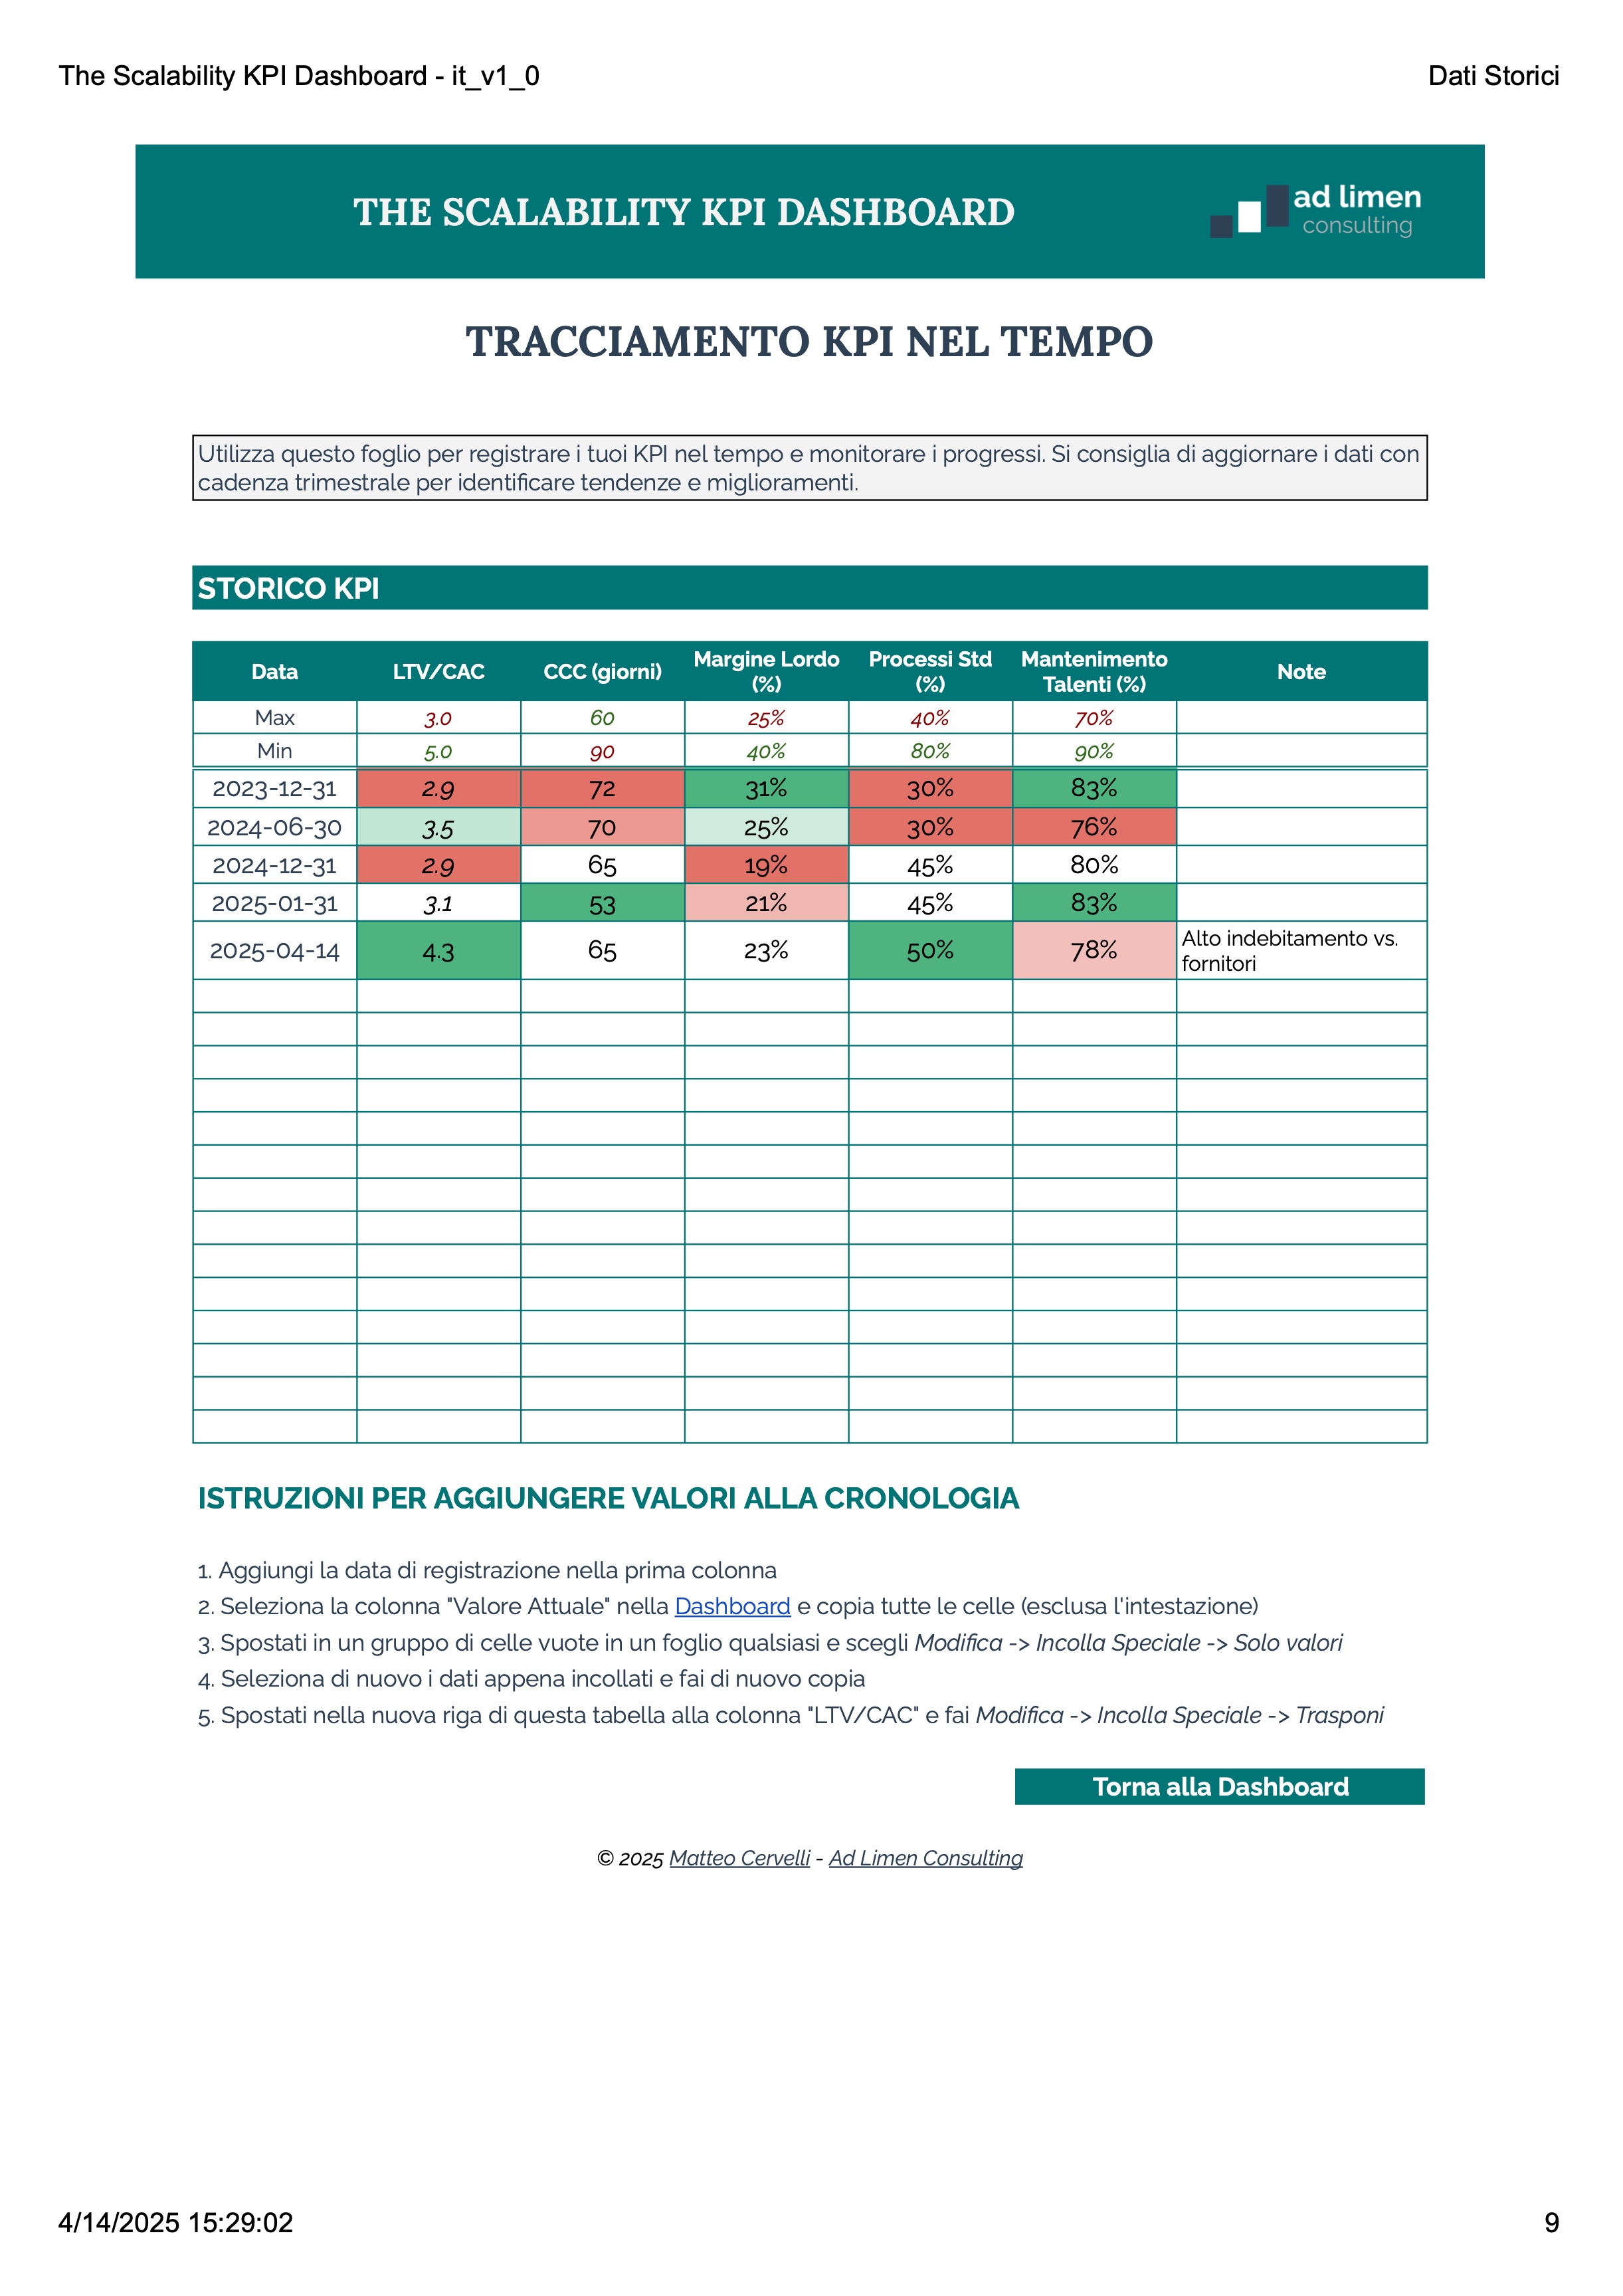 The Scalability KPI Dashboard - it_v1_0
Dati Storici
THE SCALABILITY KPI DASHBOARD
ad limen
consulting
TRACCIAMENTO KPI NEL TEMPO
Utilizza questo foglio per registrare i tuoi KPI nel tempo e monitorare i progressi. Si consiglia di aggiornare i dati con
cadenza trimestrale per identificare tendenze e miglioramenti.
STORICO KPI
Data LTV/CAC CCC (giorni) Margine Lordo (%) Processi Std (%) Mantenimento Talenti (%) Note
Max 3.0 60 25% 40% 70%
Min 5.0 90 40% 80% 90%
2023-12-31 2.9 72 31% 30% 83%
2024-06-30 3.5 70 25% 30% 76%
2024-12-31 2.9 65 19% 45% 80%
2025-01-31 3.1 53 21% 45% 83%
2025-04-14 4.3 65 23% 50% 78% Alto indebitamento vs. fornitori
ISTRUZIONI PER AGGIUNGERE VALORI ALLA CRONOLOGIA
1. Aggiungi la data di registrazione nella prima colonna
2. Seleziona la colonna "Valore Attuale" nella Dashboard e copia tutte le celle (esclusa l'intestazione)
3. Spostati in un gruppo di celle vuote in un foglio qualsiasi e scegli Modifica -> Incolla Speciale -> Solo valori
4. Seleziona di nuovo i dati appena incollati e fai di nuovo copia
5. Spostati nella nuova riga di questa tabella alla colonna "LTV/CAC" e fai Modifica -> Incolla Speciale -> Trasponi
Torna alla Dashboard
© 2025 Matteo Cervelli - Ad Limen Consulting
4/14/2025 15:29:02
9